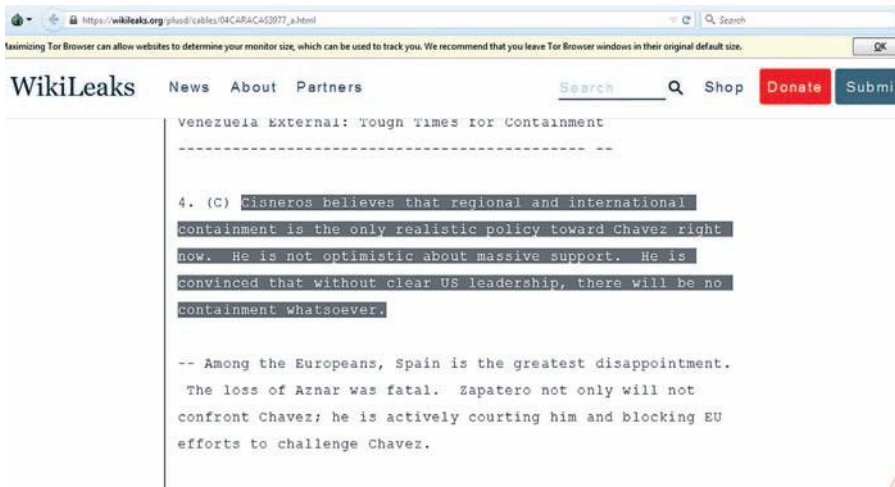 https://wikileaks.org/plusd/cables/04CARACAS3977_a.html
Search
Maximizing Tor Browser can allow websites to determine your monitor size, which can be used to track you. We recommend that you leave Tor Browser windows in their original default size.
OK
WikiLeaks News About Partners Search Shop Donate Submi
Venezuela External: Tough Times for Containment
--------------------------------------------- --
4. (C) Cisneros believes that regional and international
containment is the only realistic policy toward Chavez right
now. He is not optimistic about massive support. He is
convinced that without clear US leadership, there will be no
containment whatsoever.
-- Among the Europeans, Spain is the greatest disappointment.
The loss of Aznar was fatal. Zapatero not only will not
confront Chavez; he is actively courting him and blocking EU
efforts to challenge Chavez.